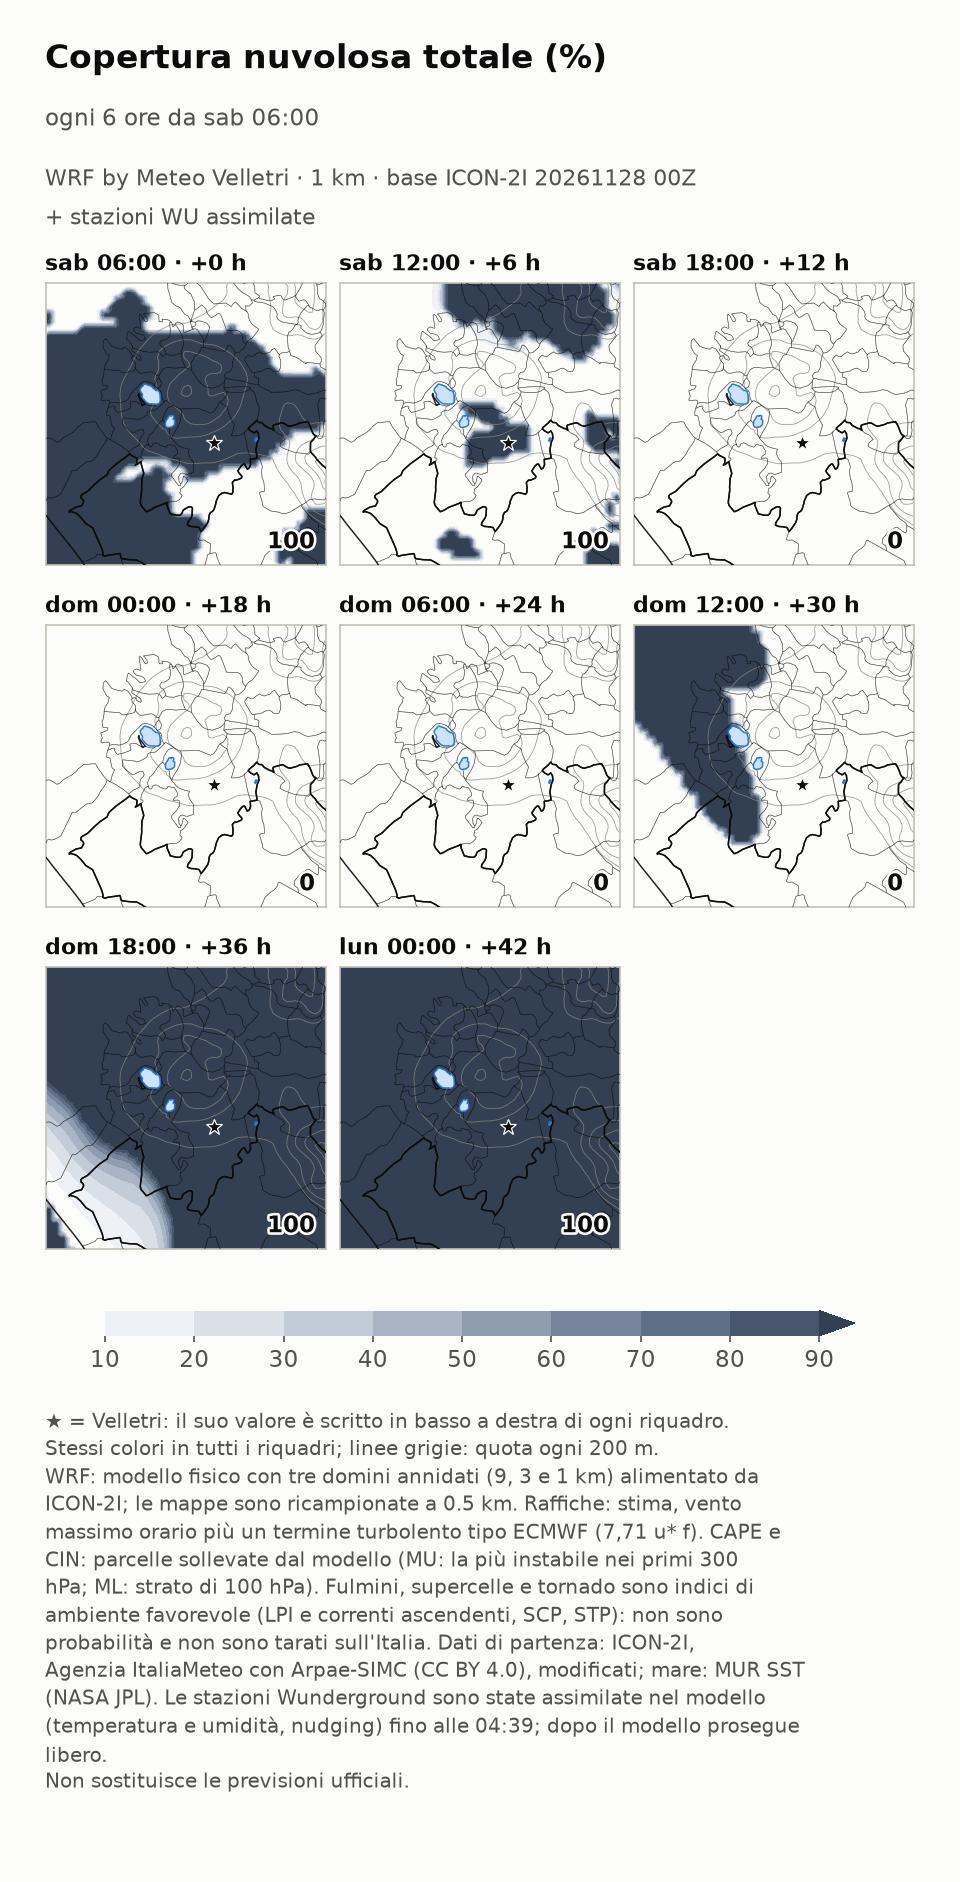 Copertura nuvolosa totale (%)
ogni 6 ore da sab 06:00
WRF by Meteo Velletri · 1 km · base ICON-2I 20261128 00Z
+ stazioni WU assimilate
sab 06:00 · +0 h
sab 12:00 · +6 h
sab 18:00 · +12 h
100
100
0
dom 00:00 · +18 h
dom 06:00 · +24 h
dom 12:00 · +30 h
0
0
0
dom 18:00 · +36 h
lun 00:00 · +42 h
100
100
10 20 30 40 50 60 70 80 90
★ = Velletri: il suo valore è scritto in basso a destra di ogni riquadro.
Stessi colori in tutti i riquadri; linee grigie: quota ogni 200 m.
WRF: modello fisico con tre domini annidati (9, 3 e 1 km) alimentato da
ICON-2I; le mappe sono ricampionate a 0.5 km. Raffiche: stima, vento
massimo orario più un termine turbolento tipo ECMWF (7,71 u* f). CAPE e
CIN: parcelle sollevate dal modello (MU: la più instabile nei primi 300
hPa; ML: strato di 100 hPa). Fulmini, supercelle e tornado sono indici di
ambiente favorevole (LPI e correnti ascendenti, SCP, STP): non sono
probabilità e non sono tarati sull'Italia. Dati di partenza: ICON-2I,
Agenzia ItaliaMeteo con Arpae-SIMC (CC BY 4.0), modificati; mare: MUR SST
(NASA JPL). Le stazioni Wunderground sono state assimilate nel modello
(temperatura e umidità, nudging) fino alle 04:39; dopo il modello prosegue
libero.
Non sostituisce le previsioni ufficiali.